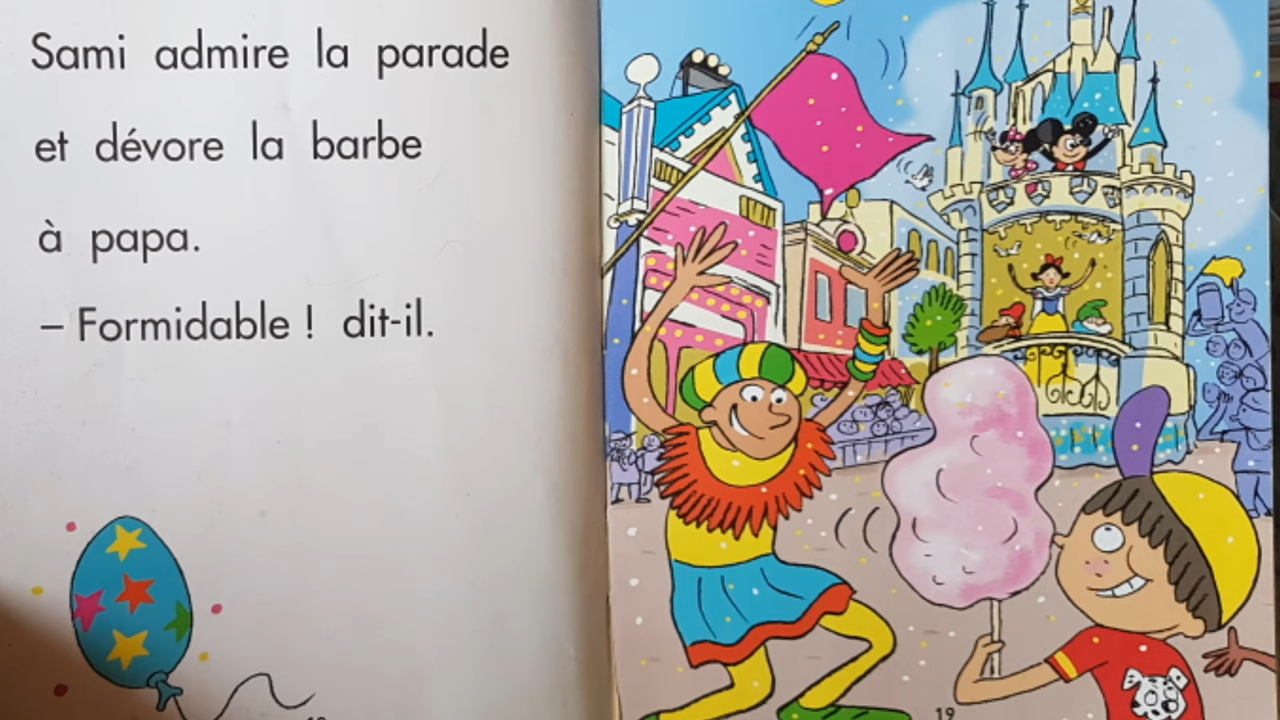 Sami admire la parade
et dévore la barbe
à papa.
– Formidable ! dit-il.
19